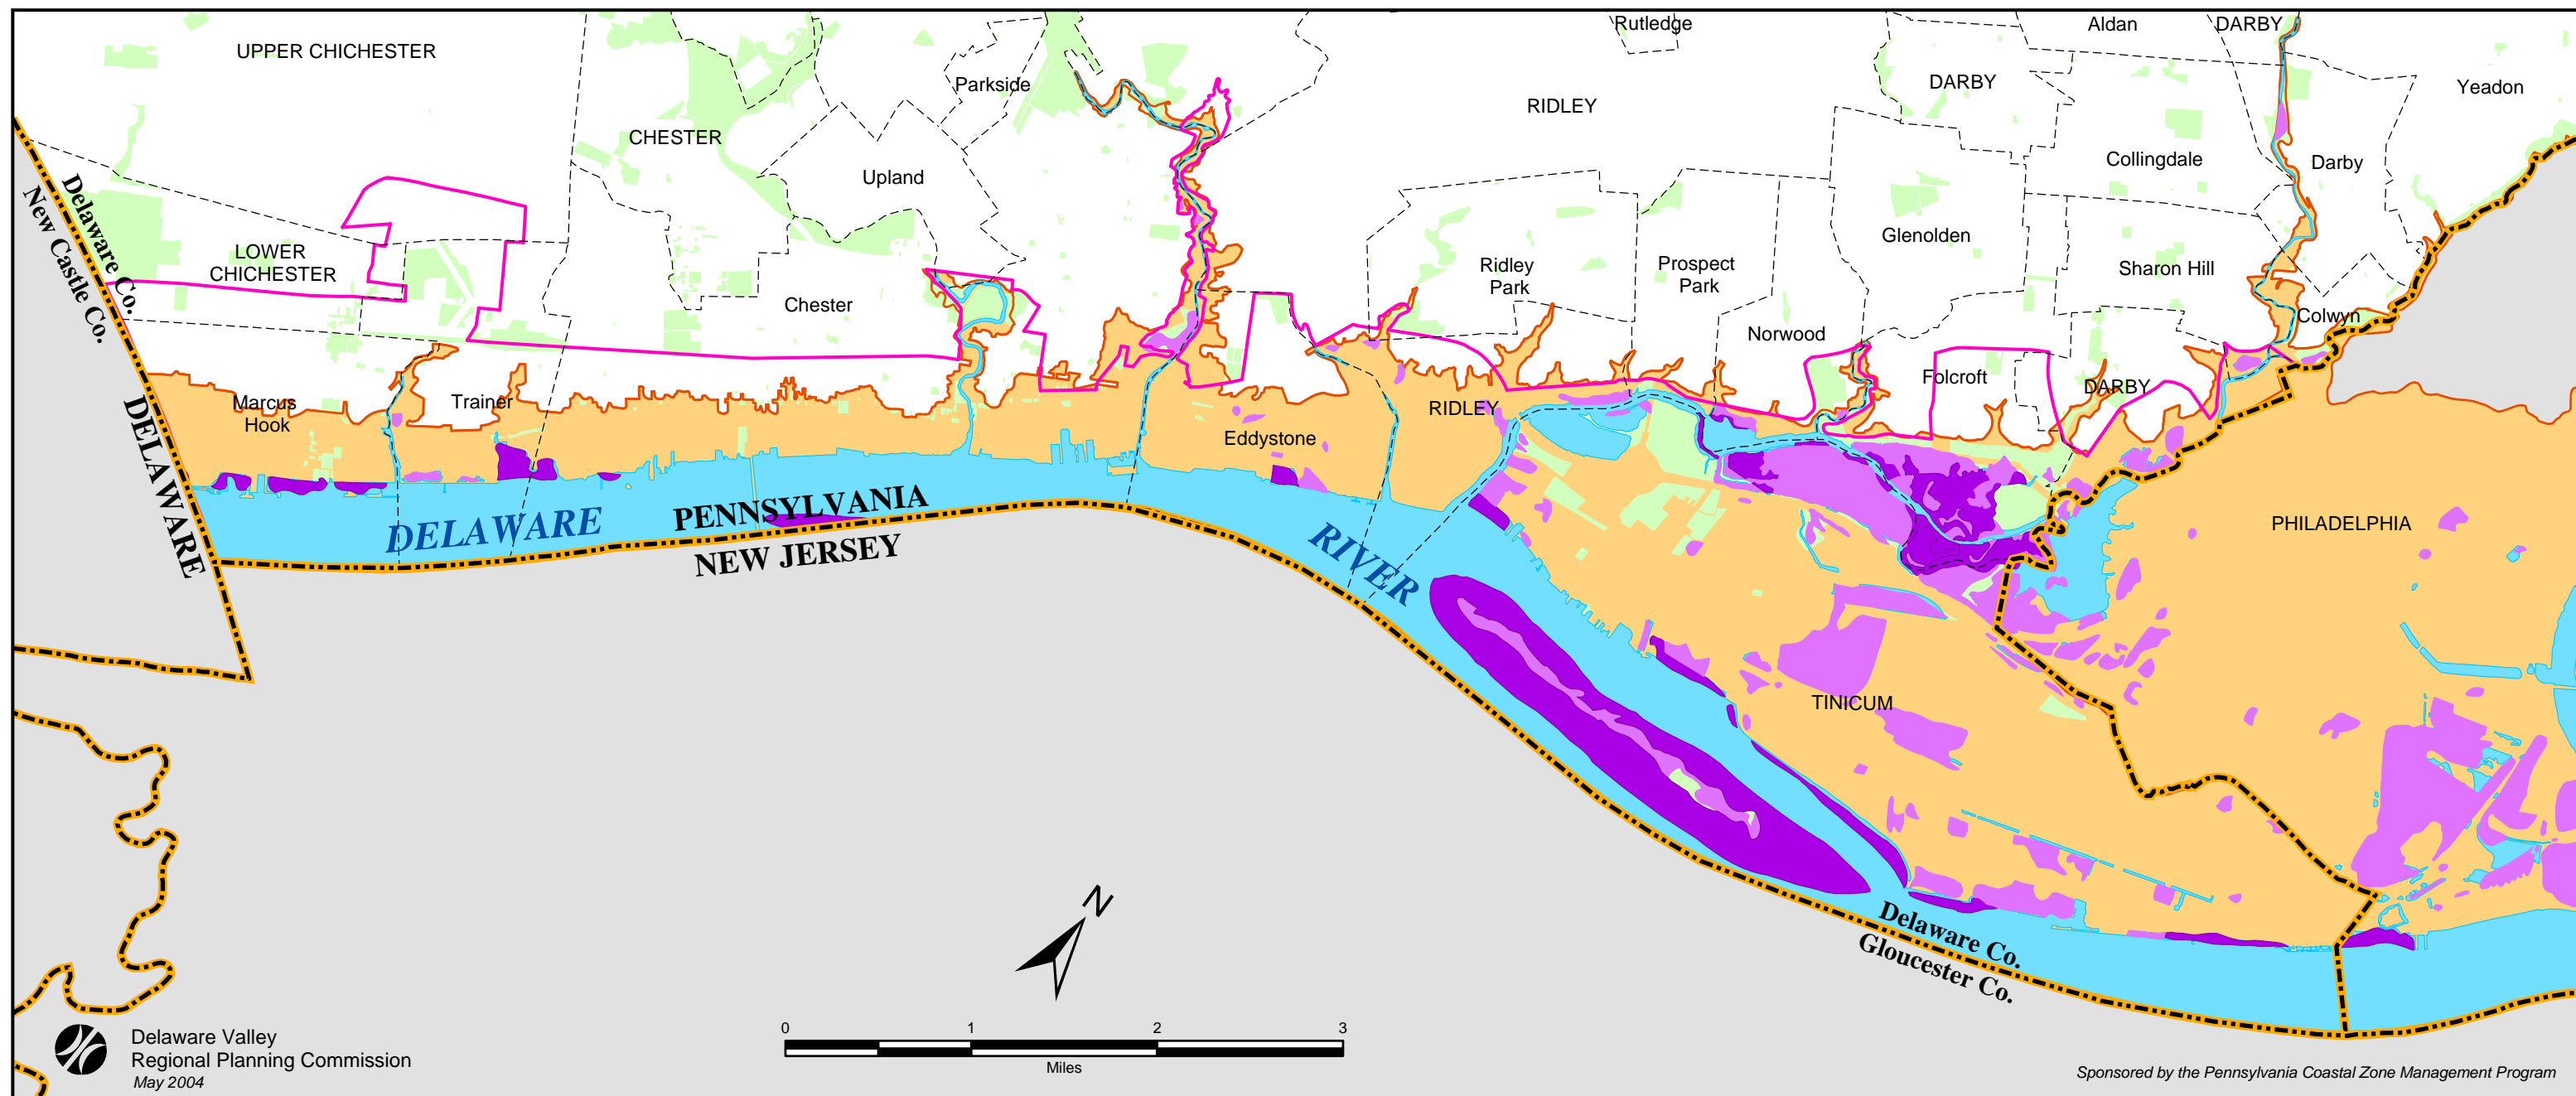 Rutledge
Aldan
DARBY
UPPER CHICHESTER
Parkside
RIDLEY
DARBY
Yeadon
CHESTER
Upland
Collingdale
Darby
Delaware Co.
New Castle Co.
LOWER
CHICHESTER
Chester
Ridley
Park
Prospect
Park
Glenolden
Sharon Hill
Norwood
Colwyn
Marcus
Hook
Trainer
Eddystone
RIDLEY
Folcroft
DARBY
DELAWARE
DELAWARE
PENNSYLVANIA
NEW JERSEY
RIVER
PHILADELPHIA
TINICUM
Delaware Co.
Gloucester Co.
N
0 1 2 3
Miles
Delaware Valley
Regional Planning Commission
May 2004
Sponsored by the Pennsylvania Coastal Zone Management Program